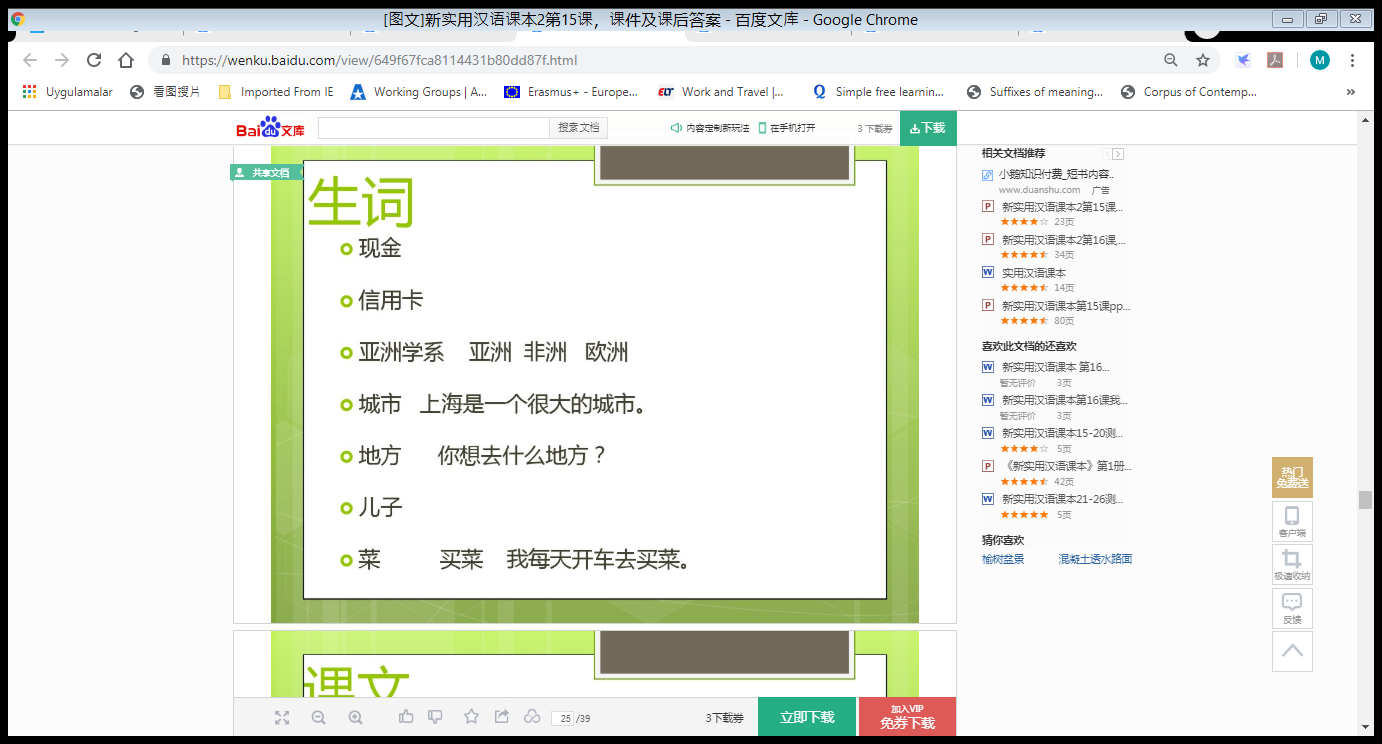 [图文]新实用汉语课本2第15课，课件及课后答案 - 百度文库 - Google Chrome
https://wenku.baidu.com/view/649f67fca8114431b80dd87f.html
M
Uygulamalar 看图搜片 Imported From IE Working Groups | A... Erasmus+ - Europe... ELT Work and Travel |... Q Simple free learnin... Suffixes of meaning... Corpus of Contemp... »
Bai du 文库 搜索文档 内容定制新玩法 在手机打开 3 下载券 下载
共享文档
生词
现金
信用卡
亚洲学系 亚洲 非洲 欧洲
城市 上海是一个很大的城市。
地方 你想去什么地方？
儿子
菜 买菜 我每天开车去买菜。
课文
相关文档推荐
小鹅知识付费_短书内容..
www.duanshu.com 广告
P 新实用汉语课本2第15课...
23页
P 新实用汉语课本2第16课,...
34页
W 实用汉语课本
14页
P 新实用汉语课本第15课pp...
80页
喜欢此文档的还喜欢
W 新实用汉语课本 第16...
暂无评价 3页
W 新实用汉语课本第16课我...
暂无评价 3页
W 新实用汉语课本15-20测...
5页
P 《新实用汉语课本》第1册...
42页
W 新实用汉语课本21-26测...
5页
猜你喜欢
榆树盆景 混凝土透水路面
热门
免费送
客户端
极速收纳
反馈
25 /39 3下载券 立即下载
加入VIP
免券下载